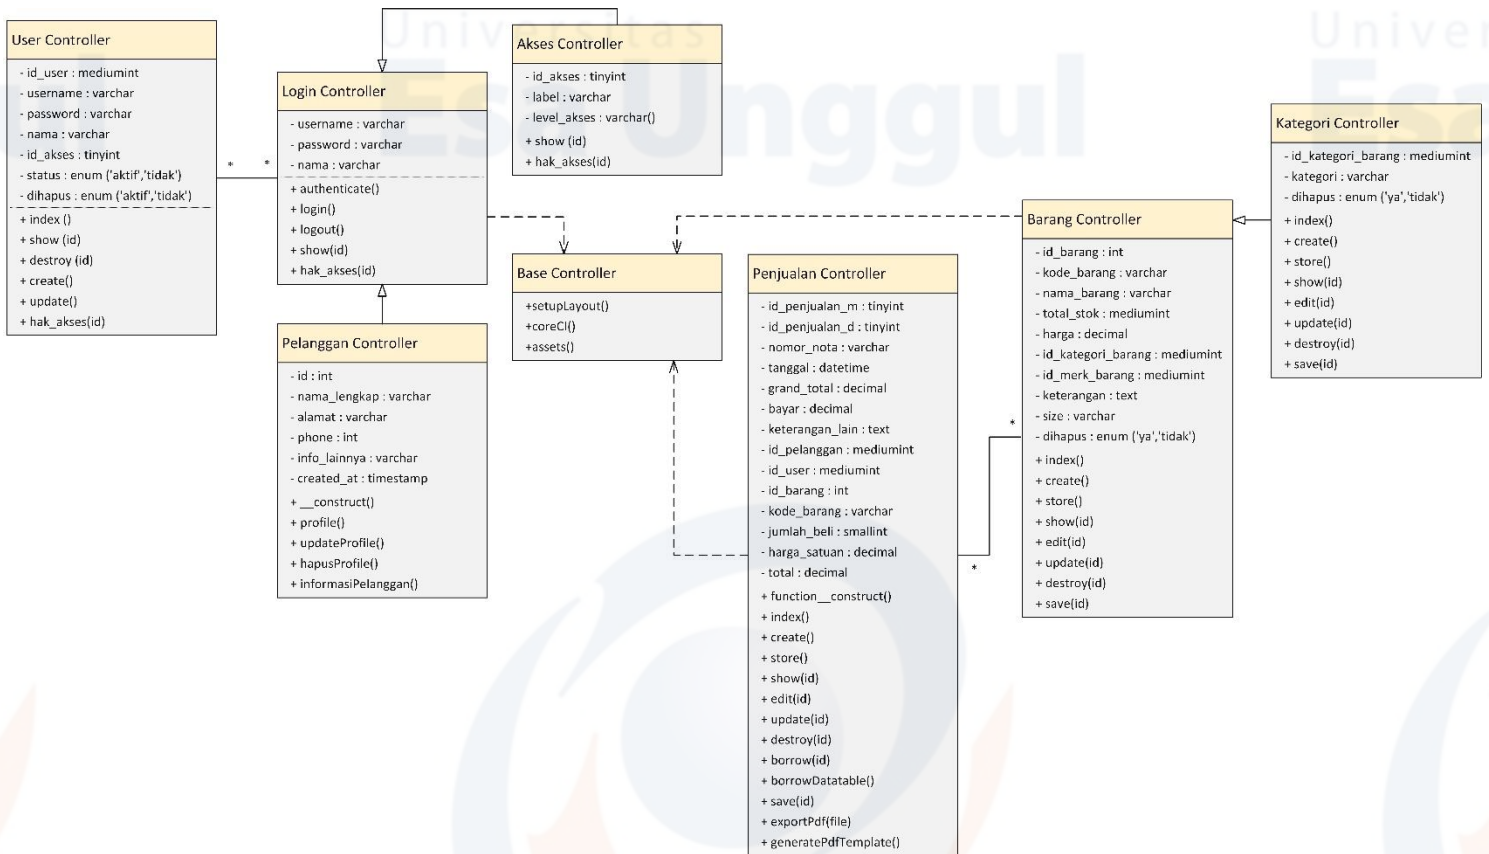 User Controller
- id_user : mediumint
- username : varchar
- password : varchar
- nama : varchar
- id_akses : tinyint
- status : enum ('aktif','tidak')
- dihapus : enum ('aktif','tidak')
+ index ()
+ show (id)
+ destroy (id)
+ create()
+ update()
+ hak_akses(id)
*
*
Login Controller
- username : varchar
- password : varchar
- nama : varchar
+ authenticate()
+ login()
+ logout()
+ show(id)
+ hak_akses(id)
Pelanggan Controller
- id : int
- nama_lengkap : varchar
- alamat : varchar
- phone : int
- info_lainnya : varchar
- created_at : timestamp
+ __construct()
+ profile()
+ updateProfile()
+ hapusProfile()
+ informasiPelanggan()
Akses Controller
- id_akses : tinyint
- label : varchar
- level_akses : varchar()
+ show (id)
+ hak_akses(id)
Base Controller
+setupLayout()
+coreCI()
+assets()
Penjualan Controller
- id_penjualan_m : tinyint
- id_penjualan_d : tinyint
- nomor_nota : varchar
- tanggal : datetime
- grand_total : decimal
- bayar : decimal
- keterangan_lain : text
- id_pelanggan : mediumint
- id_user : mediumint
- id_barang : int
- kode_barang : varchar
- jumlah_beli : smallint
- harga_satuan : decimal
- total : decimal
+ function__construct()
+ index()
+ create()
+ store()
+ show(id)
+ edit(id)
+ update(id)
+ destroy(id)
+ borrow(id)
+ borrowDatatable()
+ save(id)
+ exportPdf(file)
+ generatePdfTemplate()
*
*
Barang Controller
- id_barang : int
- kode_barang : varchar
- nama_barang : varchar
- total_stok : mediumint
- harga : decimal
- id_kategori_barang : mediumint
- id_merk_barang : mediumint
- keterangan : text
- size : varchar
- dihapus : enum ('ya','tidak')
+ index()
+ create()
+ store()
+ show(id)
+ edit(id)
+ update(id)
+ destroy(id)
+ save(id)
Kategori Controller
- id_kategori_barang : mediumint
- kategori : varchar
- dihapus : enum ('ya','tidak')
+ index()
+ create()
+ store()
+ show(id)
+ edit(id)
+ update(id)
+ destroy(id)
+ save(id)
Universitas
Esa Unggul
ul
Univer
Esa